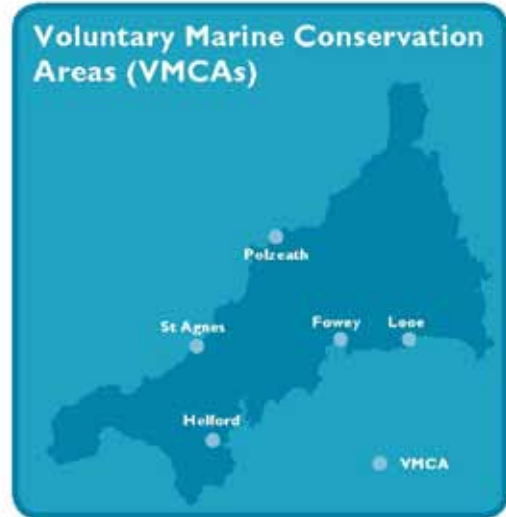 Voluntary Marine Conservation
Areas (VMCAs)
Polzeath
St Agnes
Fowey
Looe
Helford
VMCA